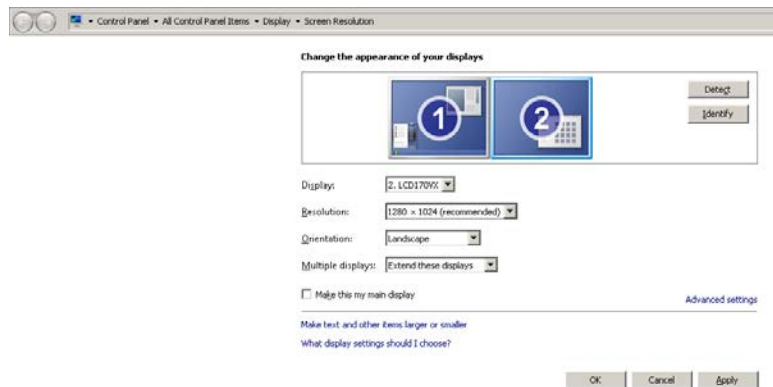 Control Panel • All Control Panel Items • Display • Screen Resolution
Change the appearance of your displays
1
2
Detect
Identify
Display: 2. LCD170VX
Resolution: 1280 × 1024 (recommended)
Orientation: Landscape
Multiple displays: Extend these displays
Make this my main display
Advanced settings
Make text and other items larger or smaller
What display settings should I choose?
OK Cancel Apply